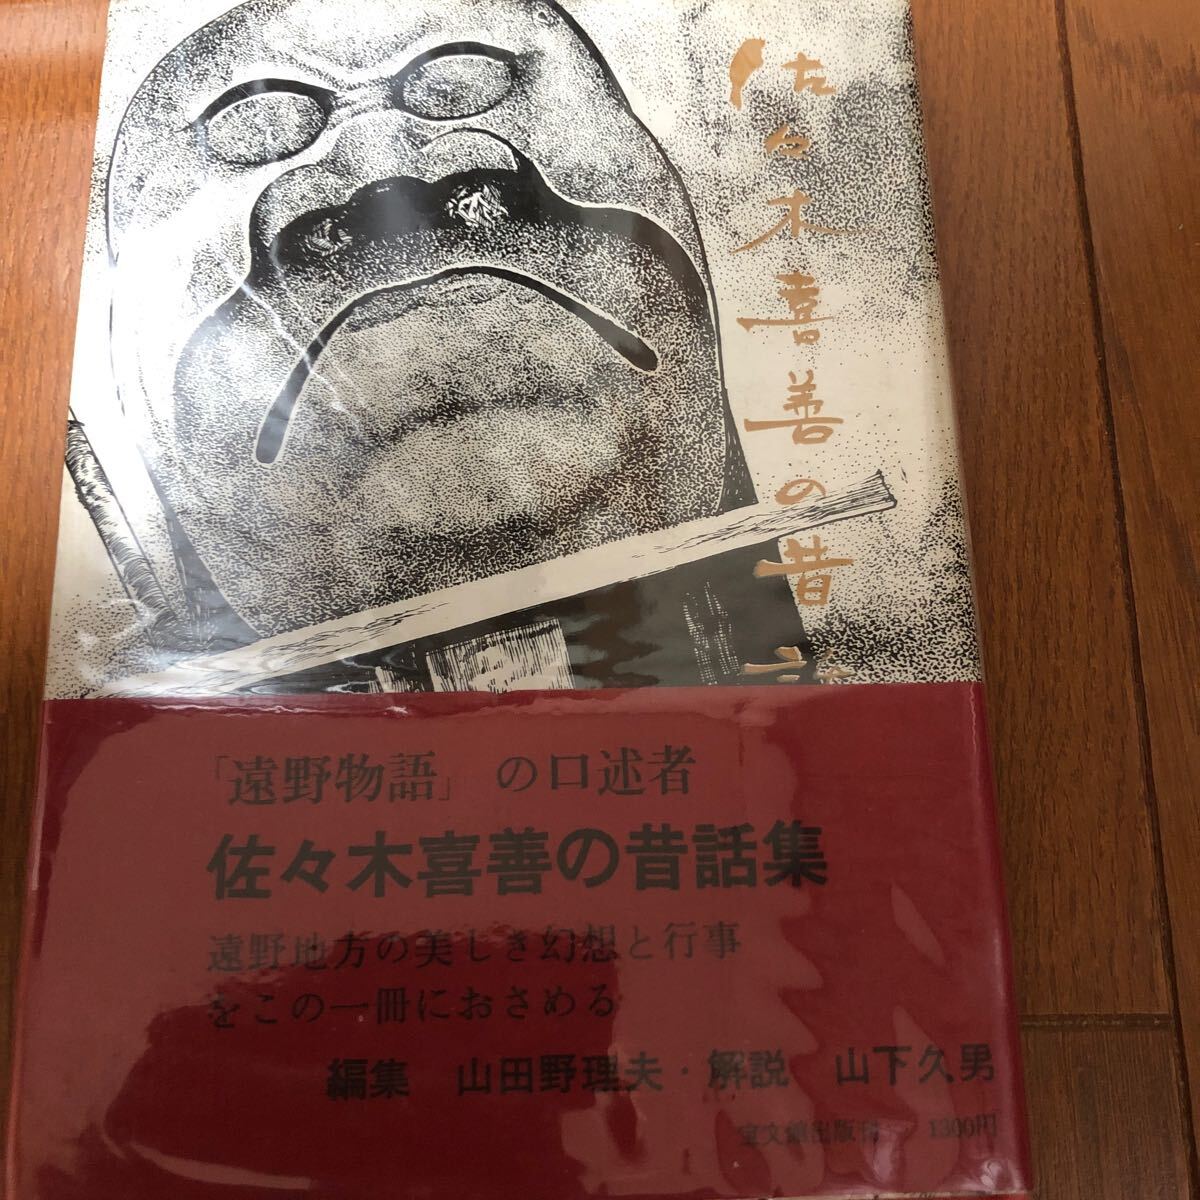 佐々木喜善の昔話
「遠野物語」の口述者
佐々木喜善の昔話集
遠野地方の美しき幻想と行事
をこの一冊におさめる
編集 山田野理夫・解説 山下久男
宝文館出版刊 1300円